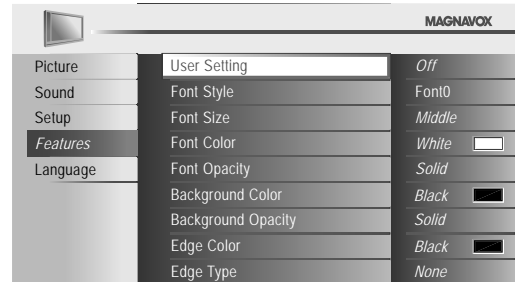 MAGNAVOX
Picture
Sound
Setup
Features
Language
User Setting Off
Font Style Font0
Font Size Middle
Font Color White
Font Opacity Solid
Background Color Black
Background Opacity Solid
Edge Color Black
Edge Type None